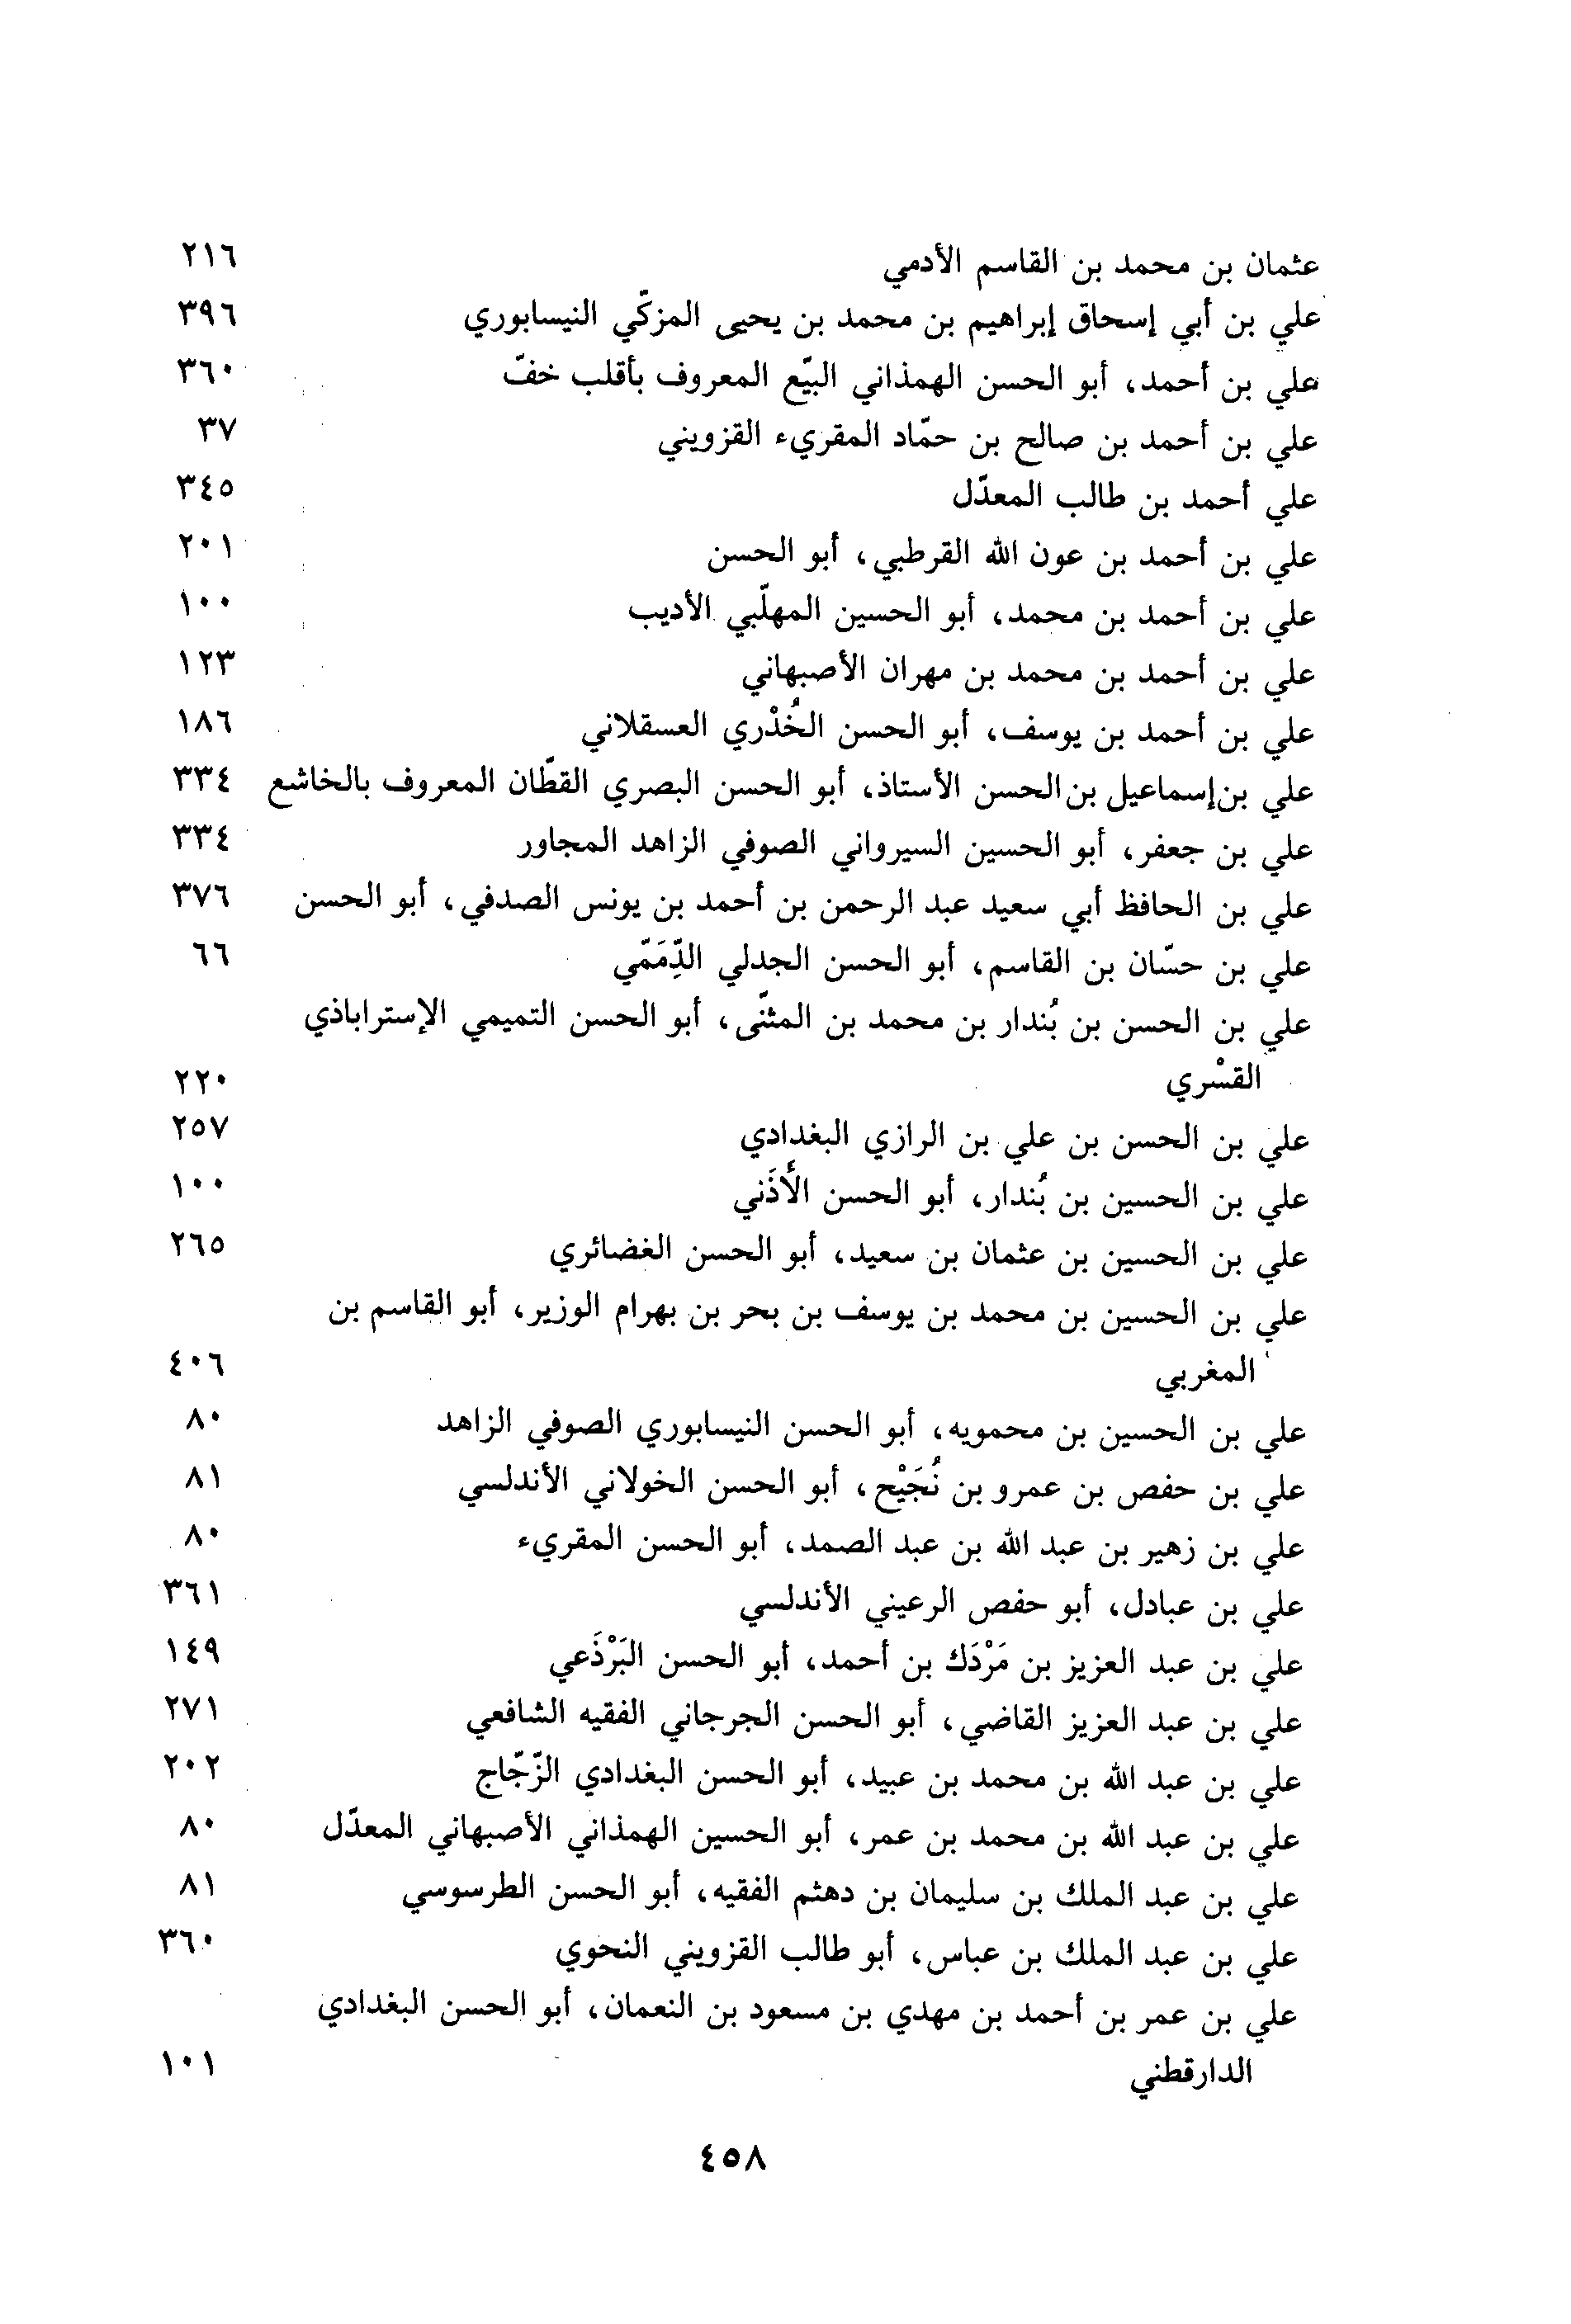 عثمان بن محمد بن القاسم الأدمي ٢١٦
علي بن أبي إسحاق إبراهيم بن محمد بن يحيى المزكّي النيسابوري ٣٩٦
علي بن أحمد، أبو الحسن الهمذاني البيّع المعروف بأقلب خفّ ٣٦٠
علي بن أحمد بن صالح بن حمّاد المقريء القزويني ٣٧
علي أحمد بن طالب المعدّل ٣٤٥
علي بن أحمد بن عون الله القرطبي، أبو الحسن ٢٠١
علي بن أحمد بن محمد، أبو الحسين المهلّبي الأديب ١٠٠
علي بن أحمد بن محمد بن مهران الأصبهاني ١٢٣
علي بن أحمد بن يوسف، أبو الحسن الخُذْري العسقلاني ١٨٦
علي بن إسماعيل بن الحسن الأستاذ، أبو الحسن البصري القطّان المعروف بالخاشع ٣٣٤
علي بن جعفر، أبو الحسين السيرواني الصوفي الزاهد المجاور ٣٣٤
علي بن الحافظ أبي سعيد عبد الرحمن بن أحمد بن يونس الصدفي، أبو الحسن ٣٧٦
علي بن حسّان بن القاسم، أبو الحسن الجدلي الدِّمَمّي ٦٦
علي بن الحسن بن بُندار بن محمد بن المثنّى، أبو الحسن التميمي الإستراباذي
القسْري ٢٢٠
علي بن الحسن بن علي بن الرازي البغدادي ٢٥٧
علي بن الحسين بن بُندار، أبو الحسن الأَذَني ١٠٠
علي بن الحسين بن عثمان بن سعيد، أبو الحسن الغضائري ٢٦٥
علي بن الحسين بن محمد بن يوسف بن بحر بن بهرام الوزير، أبو القاسم بن
المغربي ٤٠٦
علي بن الحسين بن محمويه، أبو الحسن النيسابوري الصوفي الزاهد ٨٠
علي بن حفص بن عمرو بن نُجَيْح، أبو الحسن الخولاني الأندلسي ٨١
علي بن زهير بن عبد الله بن عبد الصمد، أبو الحسن المقريء ٨٠
علي بن عبادل، أبو حفص الرعيني الأندلسي ٣٦١
علي بن عبد العزيز بن مَرْدَك بن أحمد، أبو الحسن البَرْذَعي ١٤٩
علي بن عبد العزيز القاضي، أبو الحسن الجرجاني الفقيه الشافعي ٢٧١
علي بن عبد الله بن محمد بن عبيد، أبو الحسن البغدادي الزّجّاج ٢٠٢
علي بن عبد الله بن محمد بن عمر، أبو الحسين الهمذاني الأصبهاني المعدّل ٨٠
علي بن عبد الملك بن سليمان بن دهثم الفقيه، أبو الحسن الطرسوسي ٨١
علي بن عبد الملك بن عباس، أبو طالب القزويني النحوي ٣٦٠
علي بن عمر بن أحمد بن مهدي بن مسعود بن النعمان، أبو الحسن البغدادي
الدارقطني ١٠١
٤٥٨